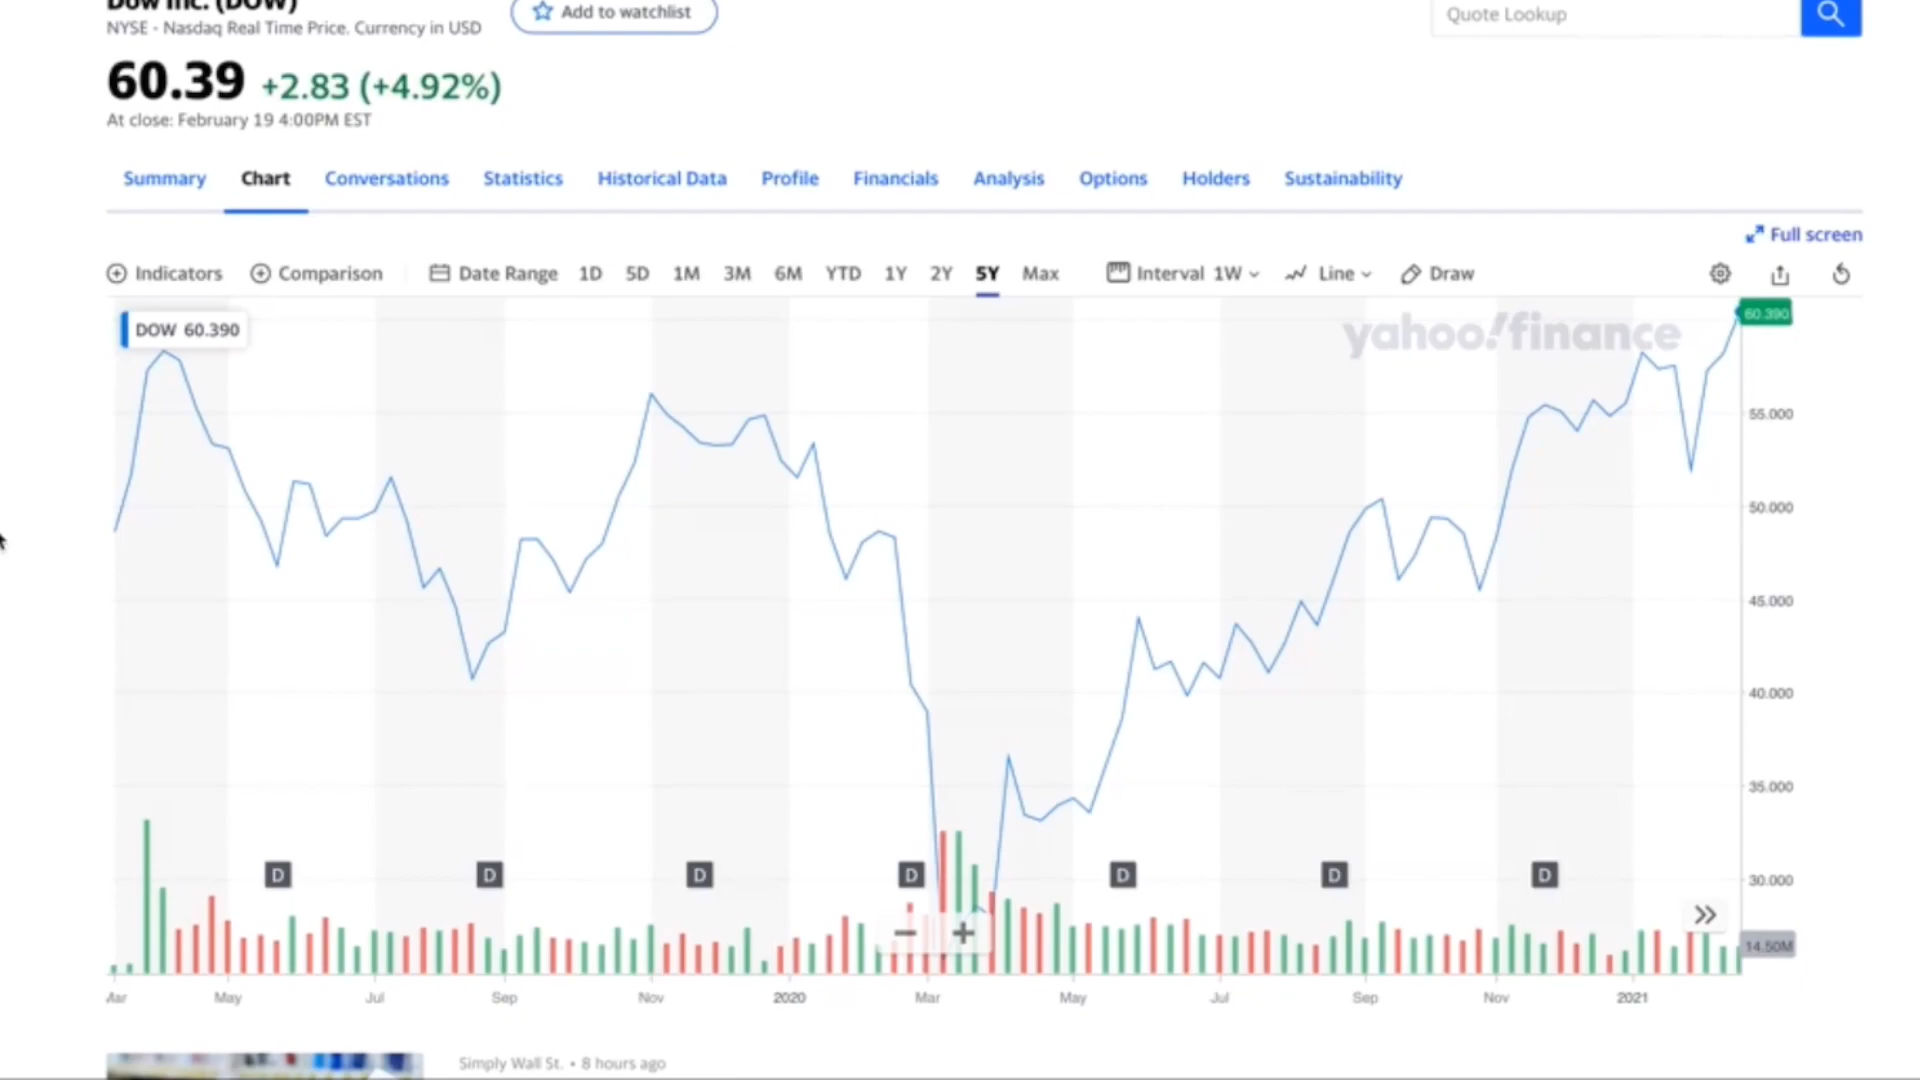 Dow Inc. (DOW)
NYSE - Nasdaq Real Time Price. Currency in USD
Add to watchlist
Quote Lookup
60.39 +2.83 (+4.92%)
At close: February 19 4:00PM EST
Summary Chart Conversations Statistics Historical Data Profile Financials Analysis Options Holders Sustainability
Full screen
Indicators Comparison Date Range 1D 5D 1M 3M 6M YTD 1Y 2Y 5Y Max Interval 1W Line Draw
DOW 60.390
yahoo!finance
60.390
55.000
50.000
45.000
40.000
35.000
30.000
D D D D D D D
14.50M
Mar May Jul Sep Nov 2020 Mar May Jul Sep Nov 2021
Simply Wall St. • 8 hours ago